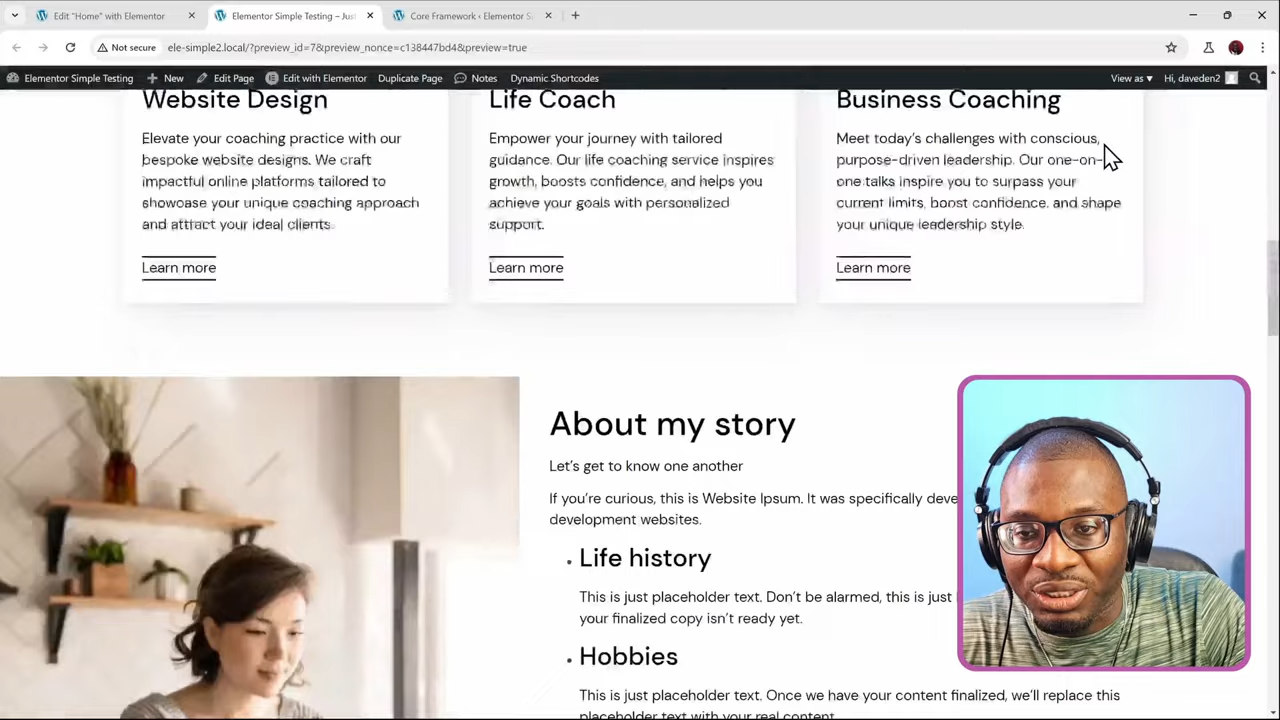 Edit "Home" with Elementor
Elementor Simple Testing – Jus
Core Framework ‹ Elementor S
Not secure
ele-simple2.local/?preview_id=7&preview_nonce=c138447bd4&preview=true
Elementor Simple Testing
New
Edit Page
Edit with Elementor
Duplicate Page
Notes
Dynamic Shortcodes
View as
Hi, daveden2
Website Design
Elevate your coaching practice with our
bespoke website designs. We craft
impactful online platforms tailored to
showcase your unique coaching approach
and attract your ideal clients.
Learn more
Life Coach
Empower your journey with tailored
guidance. Our life coaching service inspires
growth, boosts confidence, and helps you
achieve your goals with personalized
support.
Learn more
Business Coaching
Meet today's challenges with conscious,
purpose-driven leadership. Our one-on-
one talks inspire you to surpass your
current limits, boost confidence, and shape
your unique leadership style.
Learn more
About my story
Let's get to know one another
If you're curious, this is Website Ipsum. It was specifically deve
development websites.
Life history
This is just placeholder text. Don't be alarmed, this is just
your finalized copy isn't ready yet.
Hobbies
This is just placeholder text. Once we have your content finalized, we'll replace this
placeholder text with your real content.